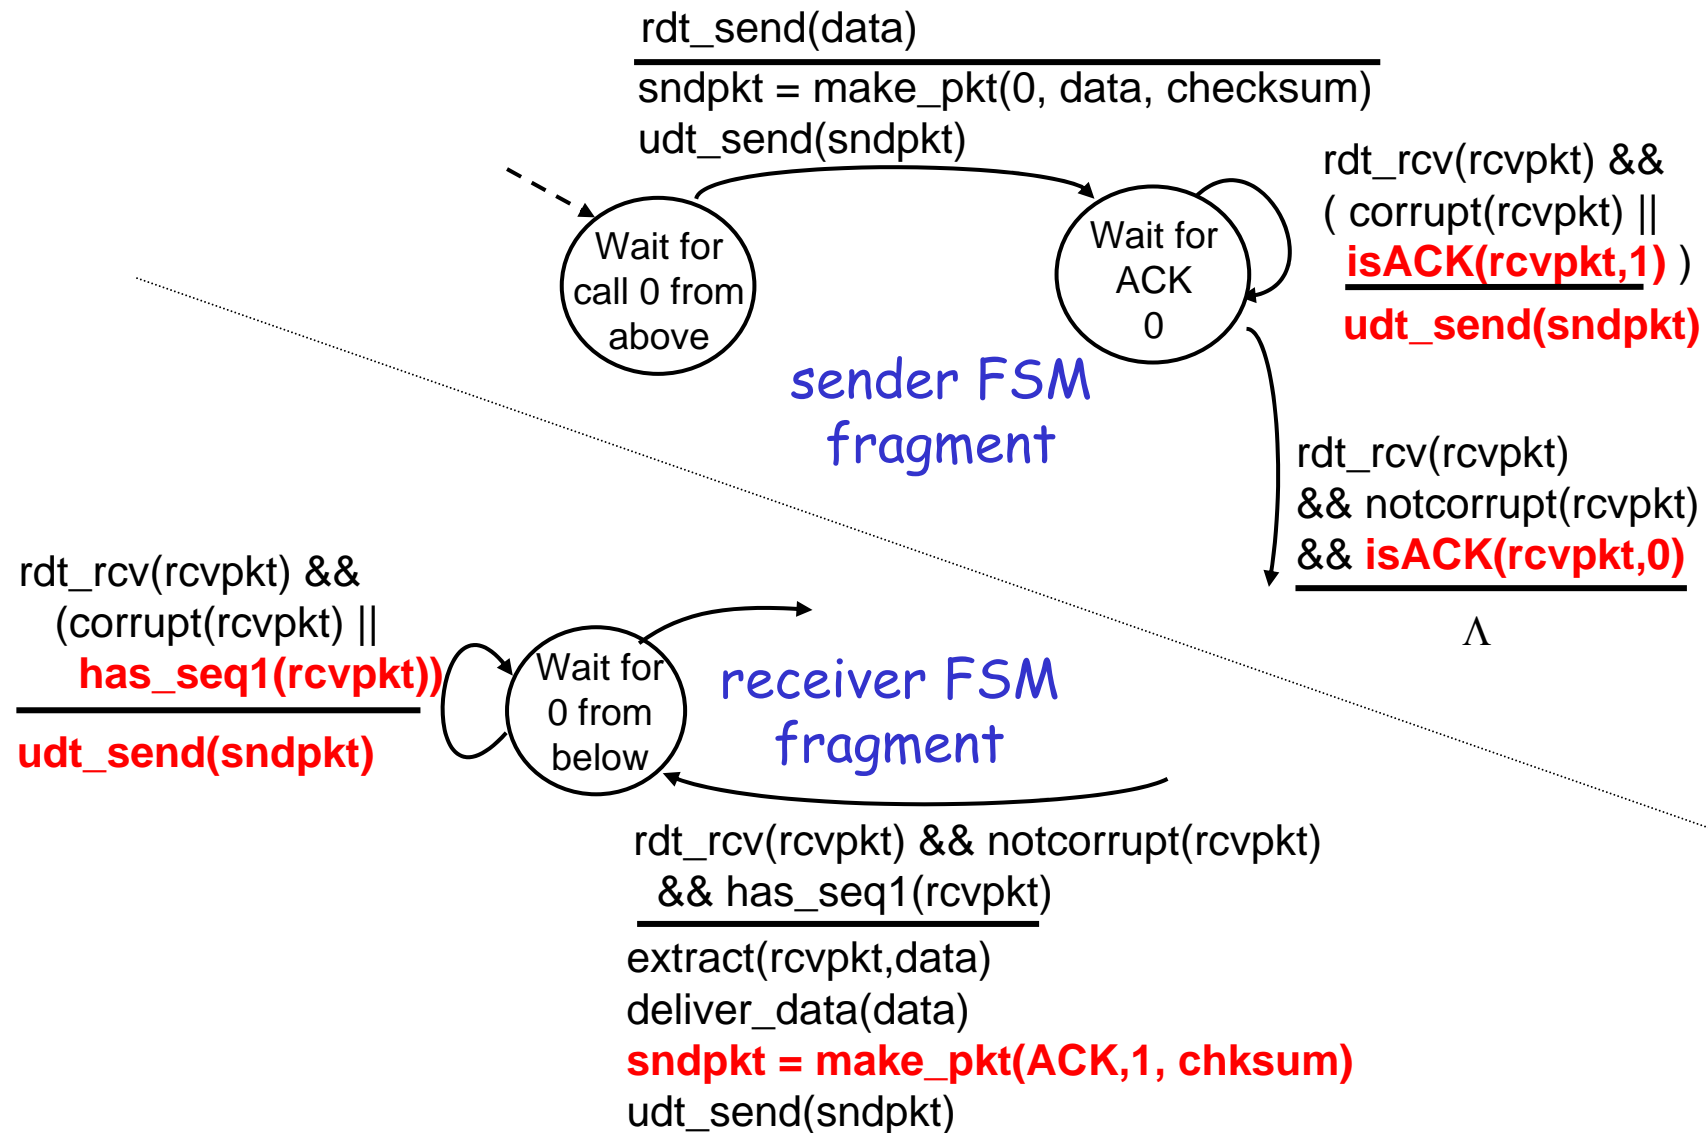 rdt_send(data)
sndpkt = make_pkt(0, data, checksum)
udt_send(sndpkt)
rdt_rcv(rcvpkt) &&
( corrupt(rcvpkt) ||
isACK(rcvpkt,1) )
udt_send(sndpkt)
Wait for
call 0 from
above
Wait for
ACK
0
sender FSM
fragment
rdt_rcv(rcvpkt)
&& notcorrupt(rcvpkt)
&& isACK(rcvpkt,0)
Λ
rdt_rcv(rcvpkt) &&
(corrupt(rcvpkt) ||
has_seq1(rcvpkt))
udt_send(sndpkt)
Wait for
0 from
below
receiver FSM
fragment
rdt_rcv(rcvpkt) && notcorrupt(rcvpkt)
&& has_seq1(rcvpkt)
extract(rcvpkt,data)
deliver_data(data)
sndpkt = make_pkt(ACK,1, chksum)
udt_send(sndpkt)